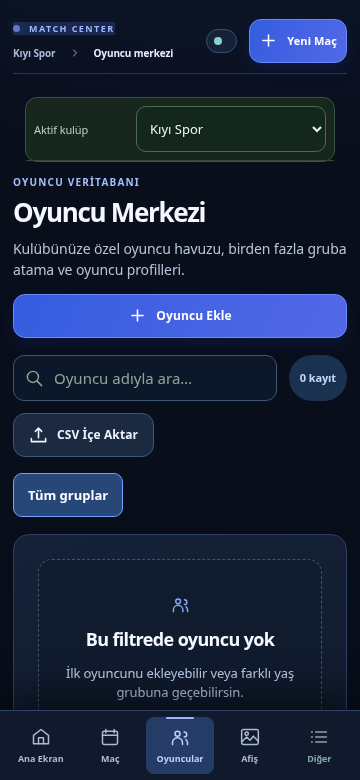 MATCH CENTER
Kıyı Spor > Oyuncu merkezi
Yeni Maç
Aktif kulüp
Kıyı Spor
OYUNCU VERİTABANI
Oyuncu Merkezi
Kulübünüze özel oyuncu havuzu, birden fazla gruba
atama ve oyuncu profilleri.
Oyuncu Ekle
Oyuncu adıyla ara...
0 kayıt
CSV İçe Aktar
Tüm gruplar
Bu filtrede oyuncu yok
İlk oyuncunu ekleyebilir veya farklı yaş
grubuna geçebilirsin.
Ana Ekran
Maç
Oyuncular
Afiş
Diğer